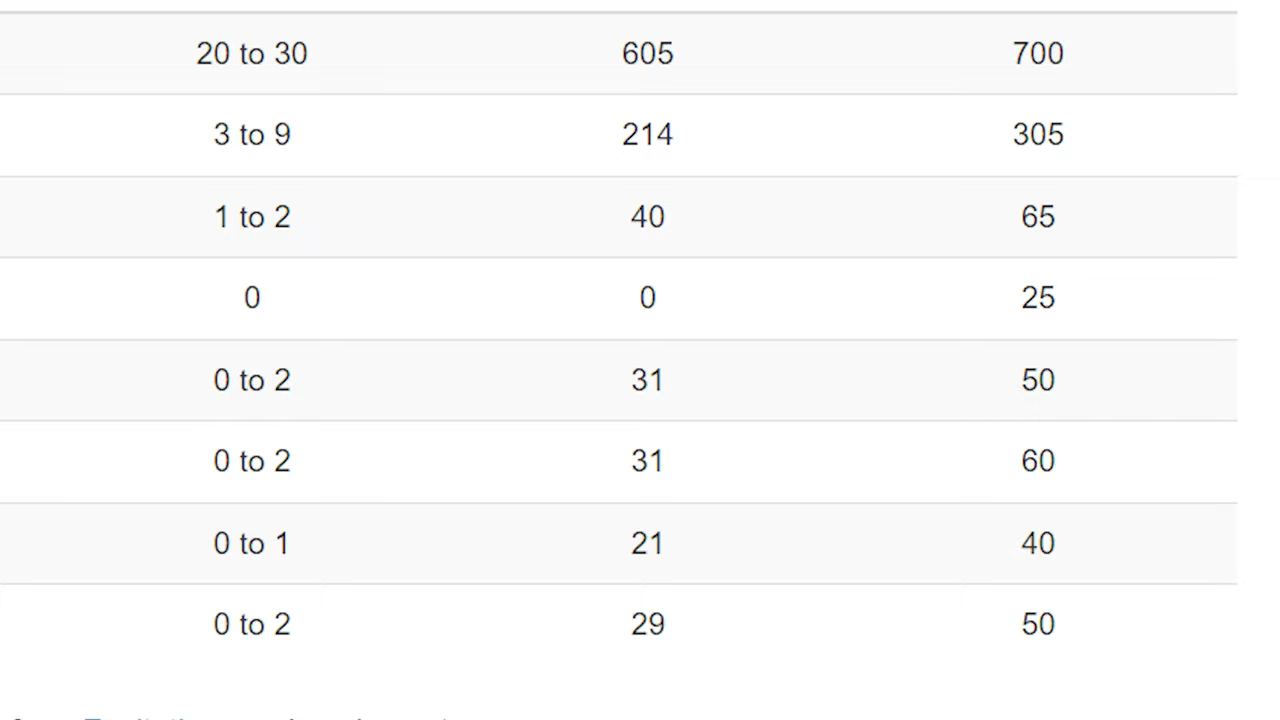 20 to 30 605 700
3 to 9 214 305
1 to 2 40 65
0 0 25
0 to 2 31 50
0 to 2 31 60
0 to 1 21 40
0 to 2 29 50